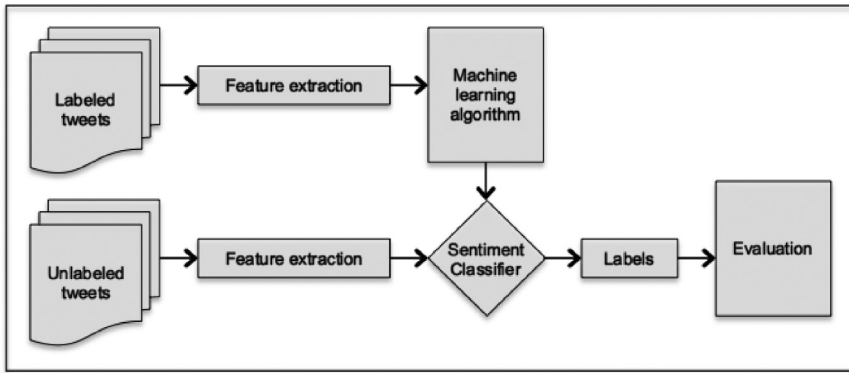 Labeled
tweets
Feature extraction
Machine
learning
algorithm
Unlabeled
tweets
Feature extraction
Sentiment
Classifier
Labels
Evaluation